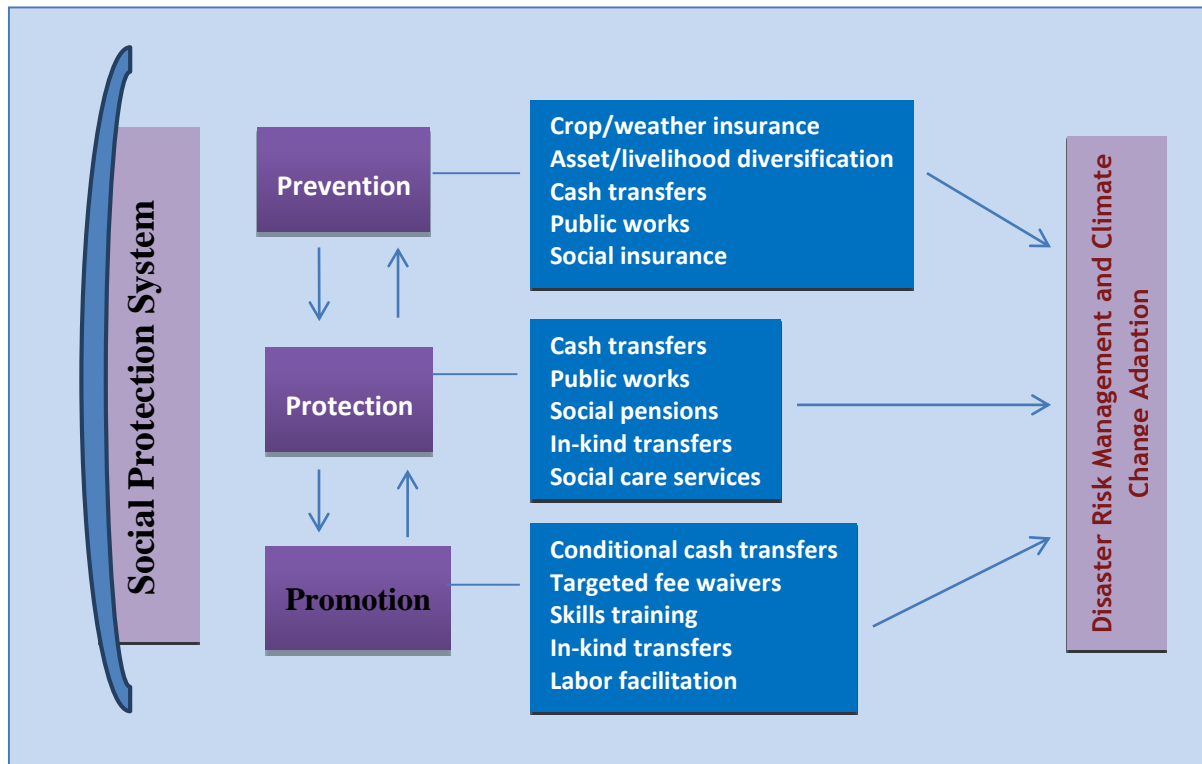 Social Protection System
Prevention
Crop/weather insurance
Asset/livelihood diversification
Cash transfers
Public works
Social insurance
Protection
Cash transfers
Public works
Social pensions
In-kind transfers
Social care services
Promotion
Conditional cash transfers
Targeted fee waivers
Skills training
In-kind transfers
Labor facilitation
Disaster Risk Management and Climate
Change Adaption